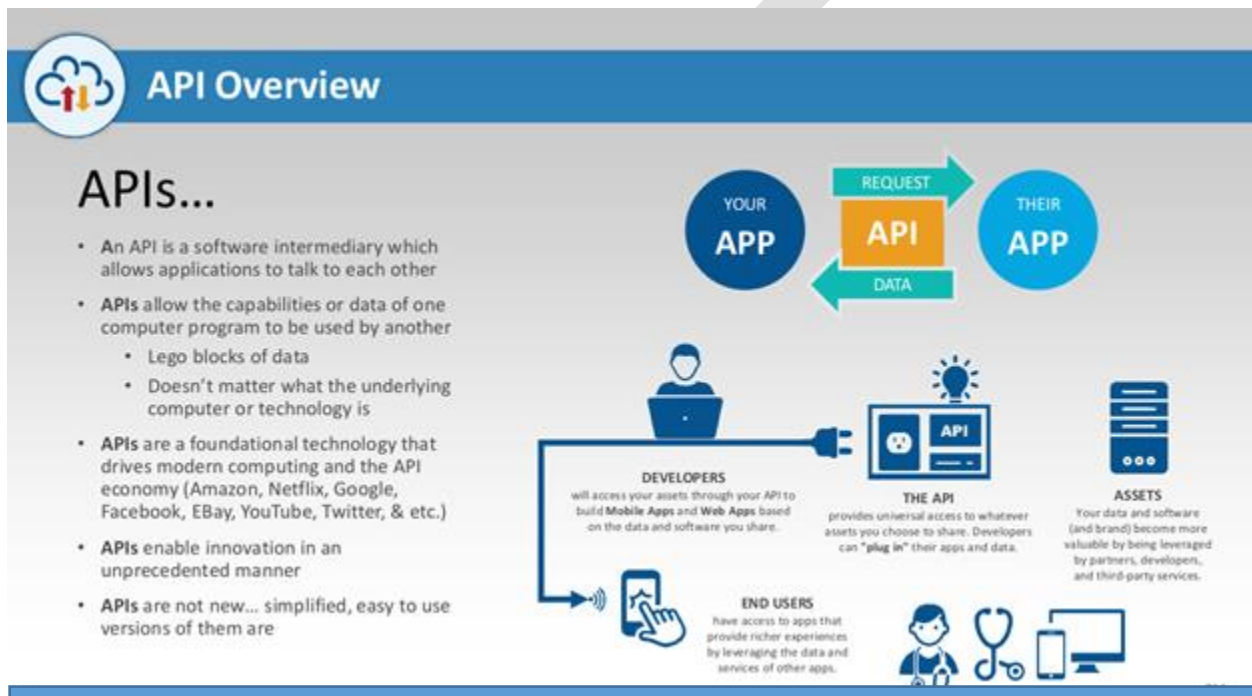 API Overview
APIs...
• An API is a software intermediary which
allows applications to talk to each other
• APIs allow the capabilities or data of one
computer program to be used by another
• Lego blocks of data
• Doesn't matter what the underlying
computer or technology is
• APIs are a foundational technology that
drives modern computing and the API
economy (Amazon, Netflix, Google,
Facebook, EBay, YouTube, Twitter, & etc.)
• APIs enable innovation in an
unprecedented manner
• APIs are not new... simplified, easy to use
versions of them are
YOUR
APP
REQUEST
API
DATA
THEIR
APP
DEVELOPERS
will access your assets through your API to
build Mobile Apps and Web Apps based
on the data and software you share.
API
THE API
provides universal access to whatever
assets you choose to share. Developers
can "plug in" their apps and data.
ASSETS
Your data and software
(and brand) become more
valuable by being leveraged
by partners, developers,
and third-party services.
END USERS
have access to apps that
provide richer experiences
by leveraging the data and
services of other apps.